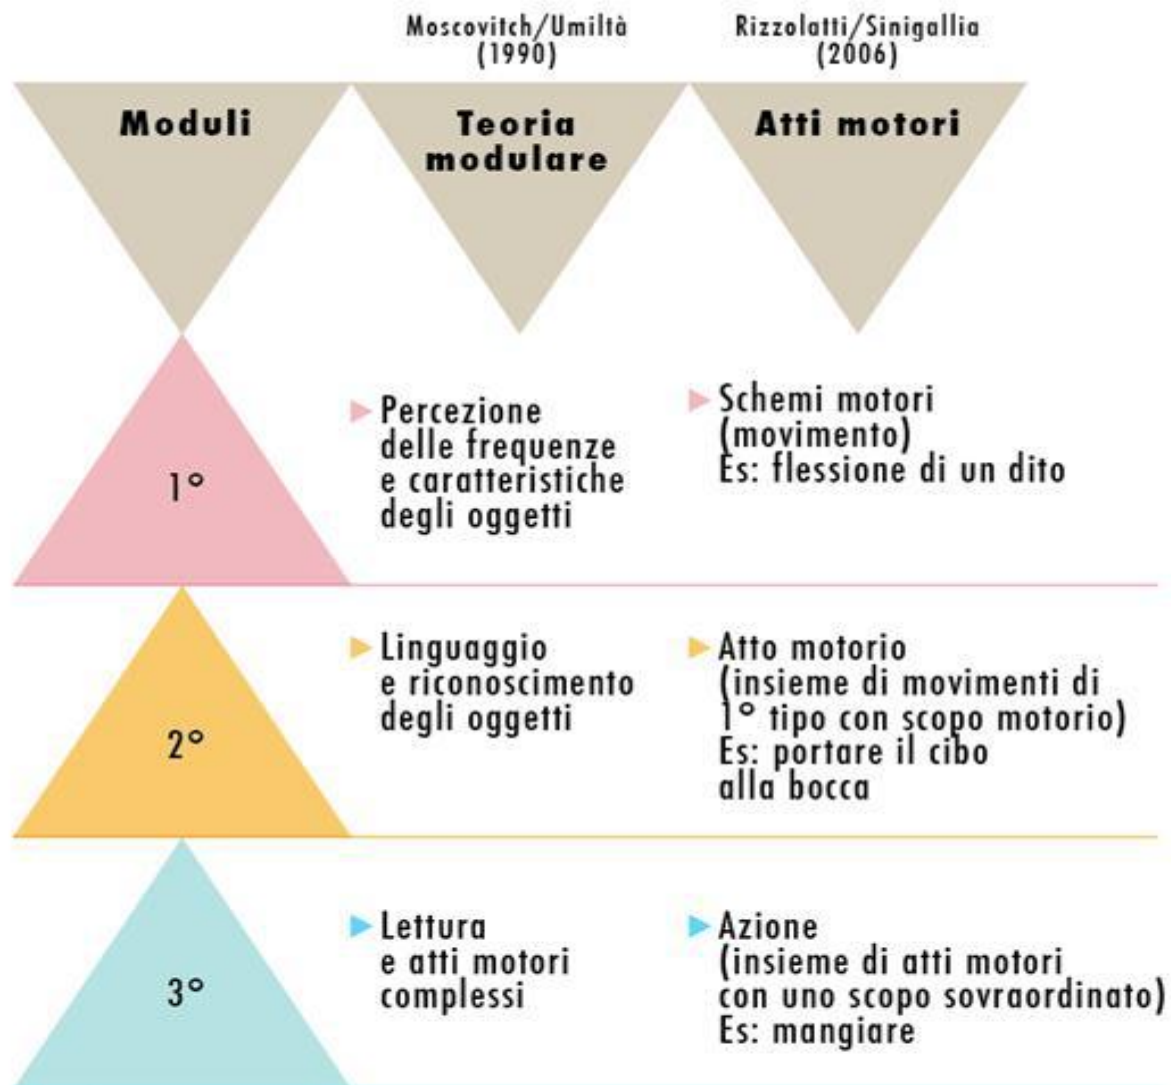 Moscovitch/Umiltà
(1990)
Rizzolatti/Sinigallia
(2006)
Moduli
Teoria
modulare
Atti motori
1°
Percezione
delle frequenze
e caratteristiche
degli oggetti
Schemi motori
(movimento)
Es: flessione di un dito
2°
Linguaggio
e riconoscimento
degli oggetti
Atto motorio
(insieme di movimenti di
1° tipo con scopo motorio)
Es: portare il cibo
alla bocca
3°
Lettura
e atti motori
complessi
Azione
(insieme di atti motori
con uno scopo sovraordinato)
Es: mangiare